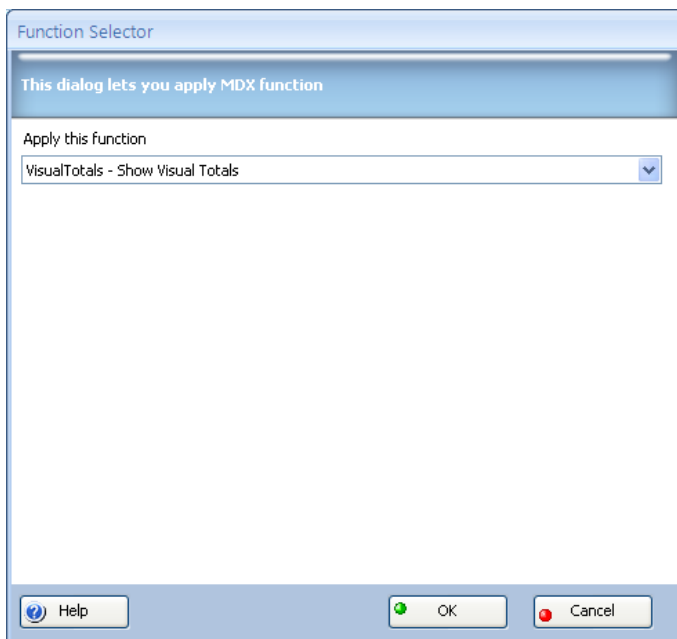 Function Selector
This dialog lets you apply MDX function
Apply this function
VisualTotals - Show Visual Totals
Help
OK
Cancel